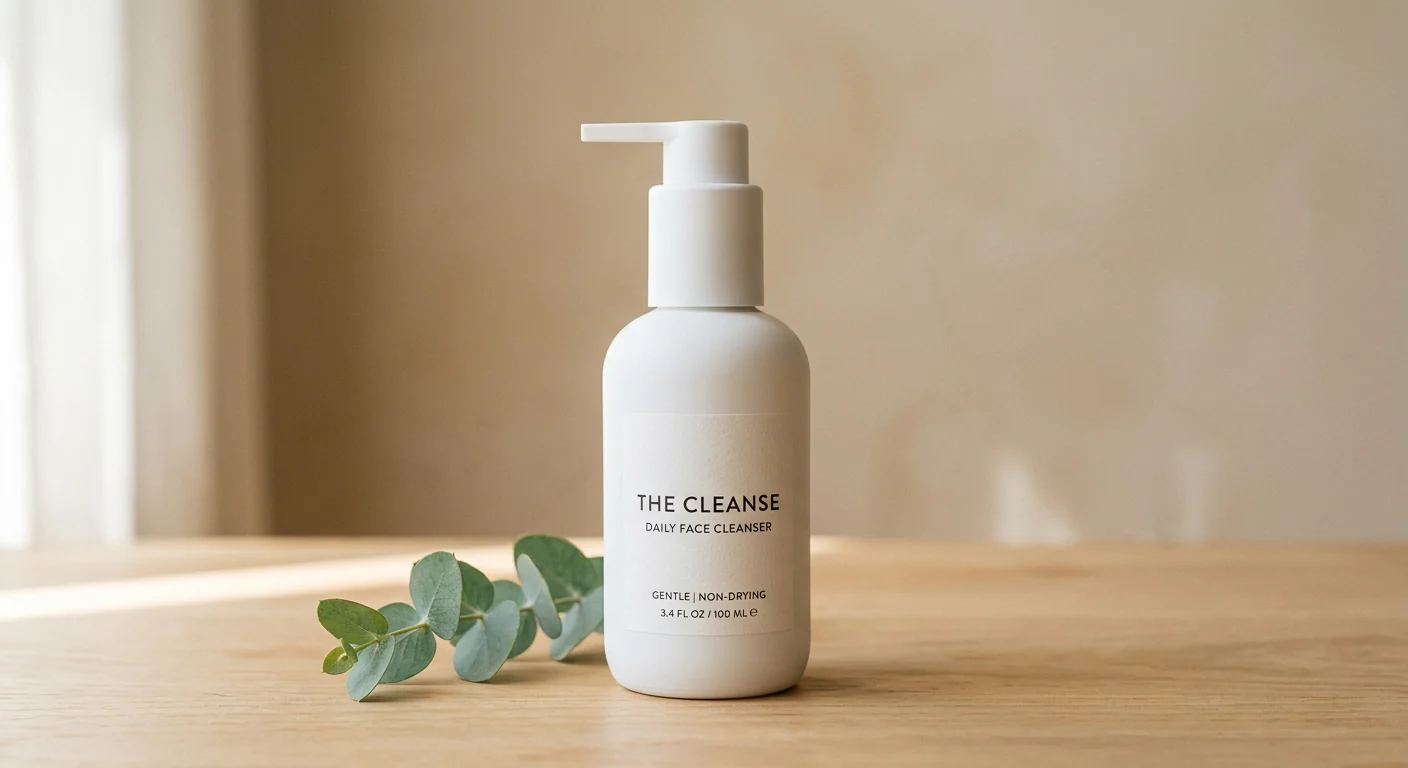 THE CLEANSE
DAILY FACE CLEANSER
GENTLE | NON-DRYING
3.4 FL OZ / 100 ML ℮